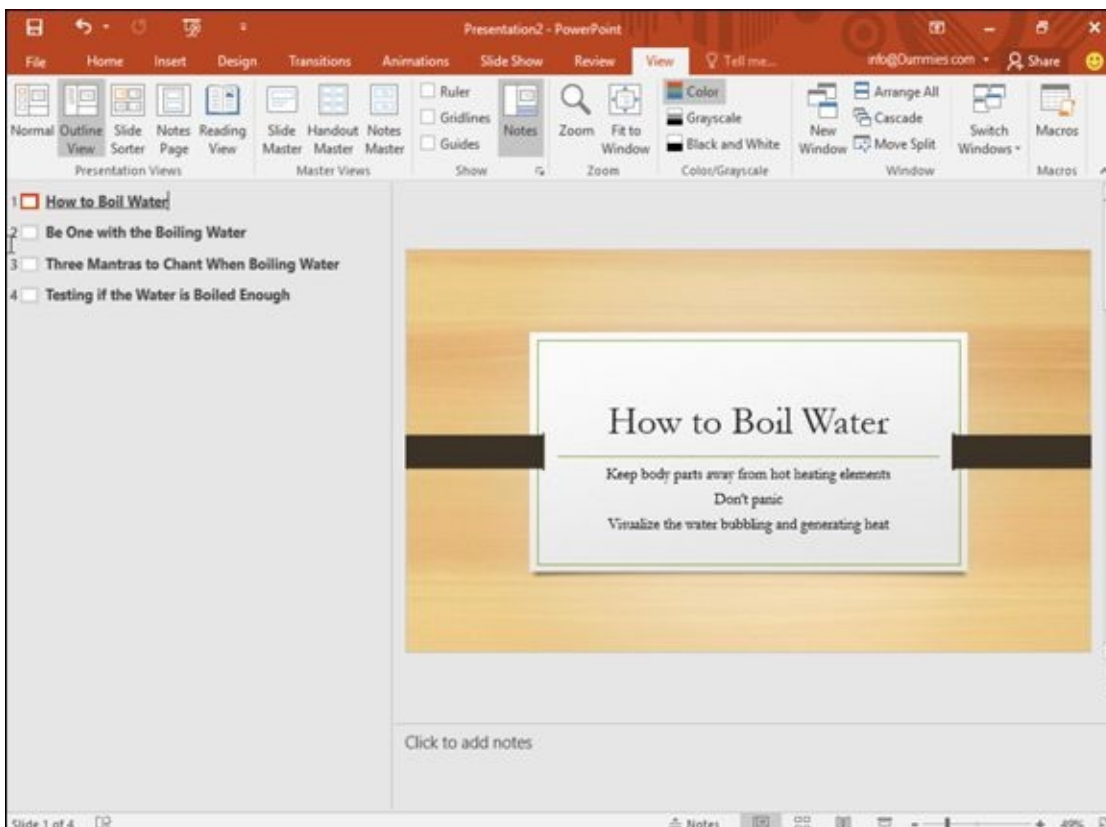 Presentation2 - PowerPoint
File Home Insert Design Transitions Animations Slide Show Review View Tell me... info@Dummies.com Share
Normal Outline View Slide Sorter Notes Page Reading View
Presentation Views
Slide Master Handout Master Notes Master
Master Views
Ruler
Gridlines
Guides
Notes
Show
Zoom Fit to Window
Zoom
Color
Grayscale
Black and White
Color/Grayscale
New Window
Arrange All
Cascade
Move Split
Switch Windows
Window
Macros
Macros
1 How to Boil Water
2 Be One with the Boiling Water
3 Three Mantras to Chant When Boiling Water
4 Testing if the Water is Boiled Enough
How to Boil Water
Keep body parts away from hot heating elements
Don't panic
Visualize the water bubbling and generating heat
Click to add notes
Slide 1 of 4 Notes 49%